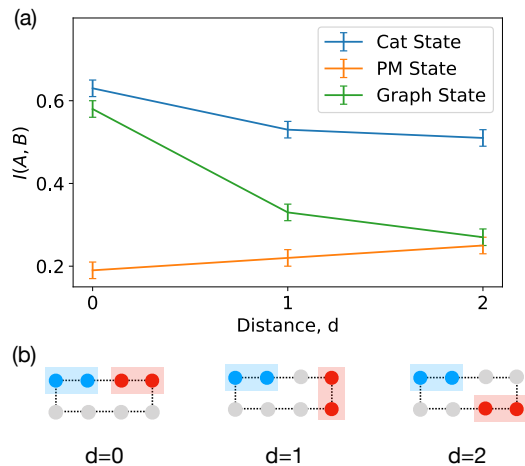 (a)
Cat State
PM State
Graph State
I(A, B)
0.6
0.4
0.2
0 1 2
Distance, d
(b)
d=0 d=1 d=2